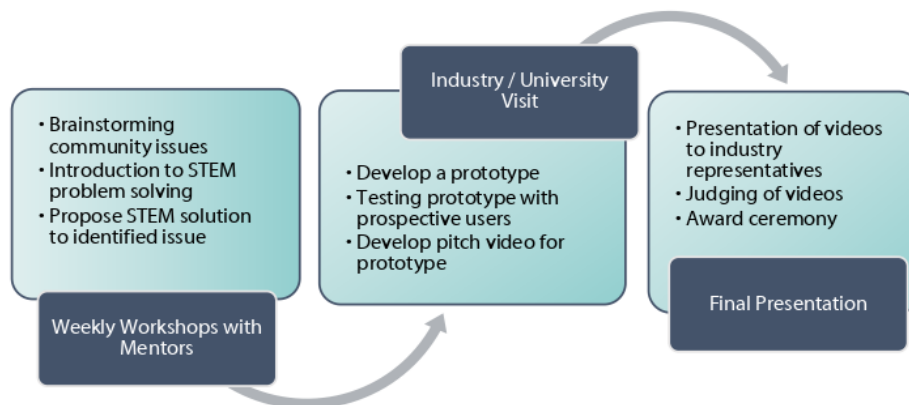 • Brainstorming
community issues
• Introduction to STEM
problem solving
• Propose STEM solution
to identified issue
Weekly Workshops with
Mentors
Industry / University
Visit
• Develop a prototype
• Testing prototype with
prospective users
• Develop pitch video for
prototype
• Presentation of videos
to industry
representatives
• Judging of videos
• Award ceremony
Final Presentation